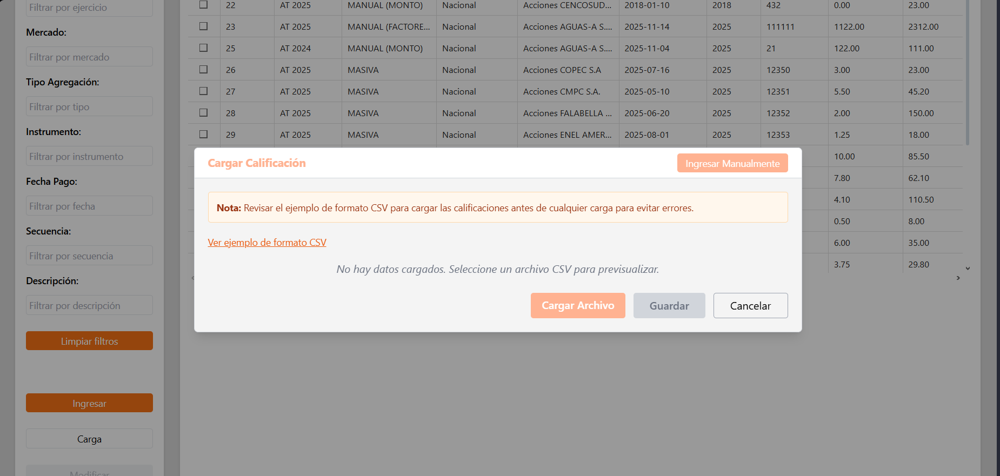 Filtrar por ejercicio
Mercado:
Filtrar por mercado
Tipo Agregación:
Filtrar por tipo
Instrumento:
Filtrar por instrumento
Fecha Pago:
Filtrar por fecha
Secuencia:
Filtrar por secuencia
Descripción:
Filtrar por descripción
Limpiar filtros
Ingresar
Carga
Modificar
22 AT 2025 MANUAL (MONTO) Nacional Acciones CENCOSUD... 2018-01-10 2018 432 0.00 23.00
23 AT 2025 MANUAL (FACTORE... Nacional Acciones AGUAS-A S.... 2025-11-14 2025 111111 1122.00 2312.00
25 AT 2024 MANUAL (MONTO) Nacional Acciones AGUAS-A S.... 2025-11-04 2025 21 122.00 111.00
26 AT 2025 MASIVA Nacional Acciones COPEC S.A 2025-07-16 2025 12350 3.00 23.00
27 AT 2025 MASIVA Nacional Acciones CMPC S.A. 2025-05-10 2025 12351 5.50 45.20
28 AT 2025 MASIVA Nacional Acciones FALABELLA ... 2025-06-20 2025 12352 2.00 150.00
29 AT 2025 MASIVA Nacional Acciones ENEL AMER... 2025-08-01 2025 12353 1.25 18.00
10.00 85.50
7.80 62.10
4.10 110.50
0.50 8.00
6.00 35.00
3.75 29.80
Cargar Calificación
Ingresar Manualmente
Nota: Revisar el ejemplo de formato CSV para cargar las calificaciones antes de cualquier carga para evitar errores.
Ver ejemplo de formato CSV
No hay datos cargados. Seleccione un archivo CSV para previsualizar.
Cargar Archivo
Guardar
Cancelar